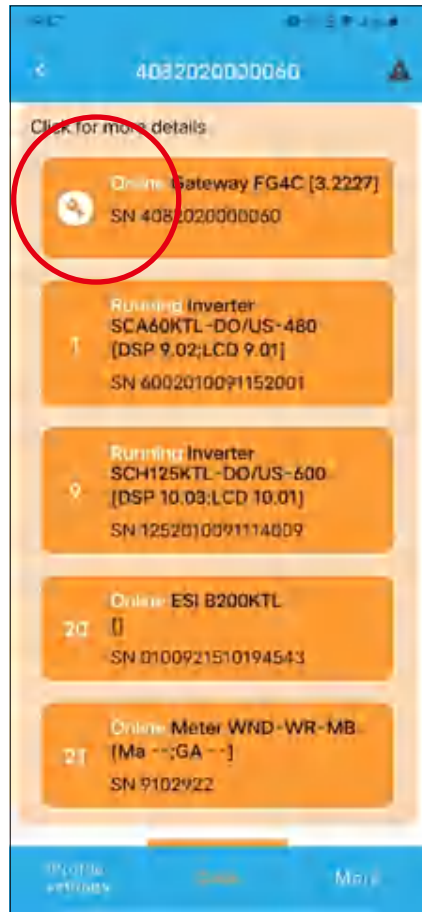 4082020000060
Click for more details
Online Gateway FG4C [3.2227]
SN 4082020000060
Running Inverter
1
SCA60KTL-DO/US-480
[DSP 9.02;LCD 9.01]
SN 6002010091152001
Running Inverter
9
SCH125KTL-DO/US-600
[DSP 10.03;LCD 10.01]
SN 1252010091114009
Online ESI B200KTL
20
[]
SN 0100921510194543
Online Meter WND-WR-MB
21
[Ma --;GA --]
SN 9102922
settings
More